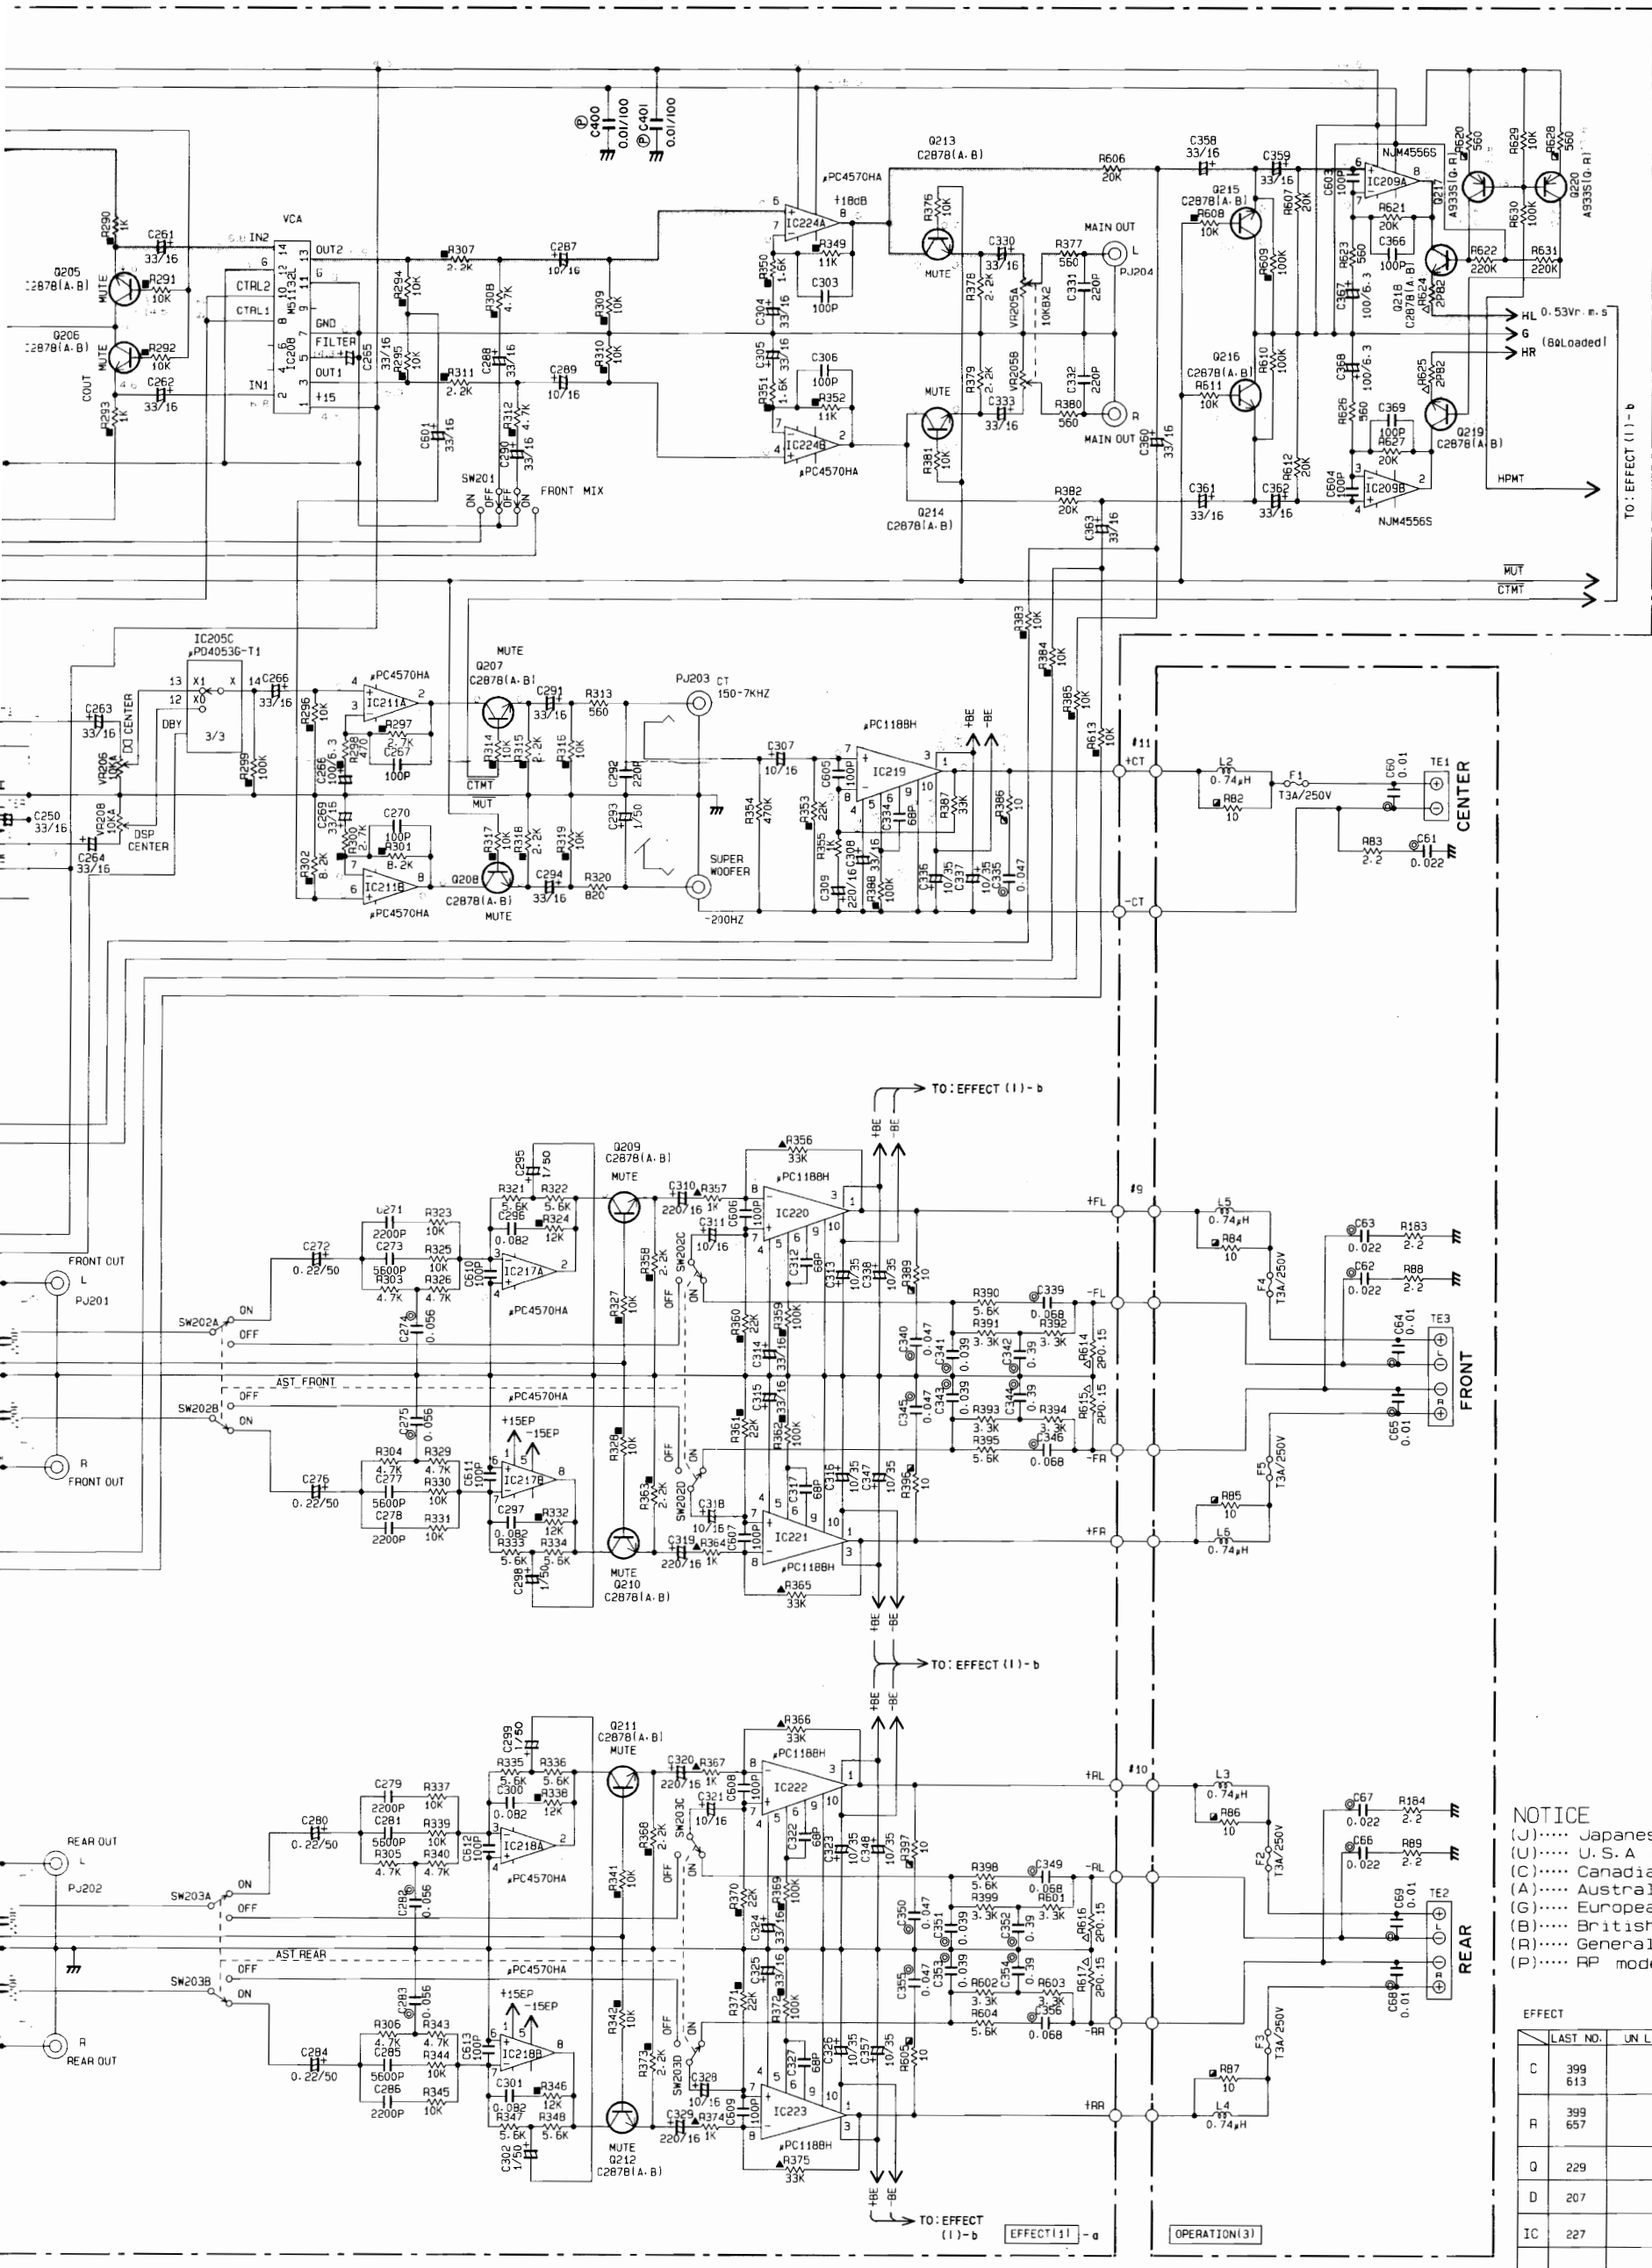 C400
0.01/100
C401
0.01/100
Q213
C2878(A.B)
C358
33/16
C359
33/16
NJM4556S
R620
560
R629
10K
R628
560
Q220
A933S(Q.R)
Q217
A933S(Q.R)
R606
20K
µPC4570HA
+18dB
IC224A
R349
11K
R350
1.6K
C303
100P
C304
33/16
R376
10K
MUTE
C330
33/16
R377
560
MAIN OUT
L
PJ204
C331
220P
R378
2.2K
VR205A
10KBX2
VR205B
Q215
C2878(A.B)
R608
10K
R607
20K
R609
100K
C603
100P
IC209A
R621
20K
C366
100P
R623
560
C367
100/6.3
Q218
C2878(A.B)
R624
2P82
R622
220K
R630
100K
R631
220K
HL 0.53Vr.m.s
G
(8ΩLoaded)
HR
VCA
R290
1K
C261
33/16
IN2
OUT2
G
CTRL2
CTRL1
M51132L
IC208
GND
FILTER
OUT1
IN1
+15
Q205
C2878(A.B)
MUTE
R291
10K
Q206
C2878(A.B)
MUTE
R292
10K
COUT
C262
33/16
R293
1K
C265
33/16
R307
2.2K
C287
10/16
R294
10K
R295
10K
R308
4.7K
R309
10K
R310
10K
C288
33/16
C289
10/16
R311
2.2K
R312
4.7K
C601
33/16
C290
33/16
SW201
ON
OFF
OFF
ON
FRONT MIX
C305
33/16
C306
100P
R351
1.6K
R352
11K
IC224B
µPC4570HA
R379
2.2K
C332
220P
C333
33/16
R380
560
R
MAIN OUT
MUTE
R381
10K
Q214
C2878(A.B)
R382
20K
C360
33/16
C363
33/16
C361
33/16
C362
33/16
Q216
C2878(A.B)
R611
10K
R610
100K
R612
20K
C368
100/6.3
R626
560
C369
100P
R627
20K
C604
100P
IC209B
NJM4556S
R625
2P82
Q219
C2878(A.B)
HPMT
MUT
CTMT
TO: EFFECT(1)-b
IC205C
µPD4053G-T1
C263
33/16
VR206
10KA
DO CENTER
X1
X
X0
DBY
3/3
C266
33/16
R299
100K
VR208
10KA
DSP
CENTER
C250
33/16
C264
33/16
µPC4570HA
IC211A
R296
10K
R297
2.7K
R298
470
C267
100P
C266
100/6.3
C269
33/16
C270
100P
R300
2.7K
R301
8.2K
R302
8.2K
IC211B
µPC4570HA
MUTE
Q207
C2878(A.B)
C291
33/16
R313
560
R314
10K
R315
2.2K
R316
10K
CTMT
MUT
R317
10K
R318
2.2K
R319
10K
Q208
C2878(A.B)
MUTE
C294
33/16
R320
820
C292
220P
C293
1/50
PJ203
CT
150-7KHZ
SUPER
WOOFER
~200HZ
C307
10/16
R354
470K
R353
22K
C605
100P
µPC1188H
IC219
R355
1K
C308
33/16
C309
220/16
R388
100K
C334
68P
R387
33K
R386
10
C336
10/35
C337
10/35
C335
0.047
+BE
-BE
R383
10K
R384
10K
R385
10K
R613
10K
#11
+CT
-CT
L2
0.74µH
R82
10
F1
T3A/250V
C60
0.01
TE1
CENTER
R83
2.2
C61
0.022
TO: EFFECT (1)-b
+BE
-BE
FRONT OUT
L
PJ201
R
FRONT OUT
SW202A
ON
OFF
AST FRONT
SW202B
OFF
ON
C272
0.22/50
C271
2200P
R323
10K
C273
5600P
R325
10K
R303
4.7K
R326
4.7K
C274
0.056
C275
0.056
C610
100P
C295
1/50
R321
5.6K
R322
5.6K
C296
0.082
R324
12K
IC217A
µPC4570HA
Q209
C2878(A.B)
MUTE
R327
10K
R358
2.2K
C310
220/16
R357
1K
C311
10/16
SW202C
OFF
ON
C606
100P
R356
33K
µPC1188H
IC220
C312
68P
C313
10/35
C338
10/35
R389
10
R360
22K
R359
100K
C314
33/16
C315
33/16
R361
22K
R362
100K
C340
0.047
C345
0.047
C341
0.039
C343
0.039
R390
5.6K
R391
3.3K
R392
3.3K
C339
0.068
C342
0.39
C344
0.39
R614
2P0.15
R615
2P0.15
R393
3.3K
R394
3.3K
R395
5.6K
C346
0.068
+FL
-FL
-FR
+FR
#9
C276
0.22/50
R304
4.7K
R329
4.7K
C277
5600P
R330
10K
C278
2200P
R331
10K
C611
100P
µPC4570HA
+15EP
-15EP
IC217B
C297
0.082
R332
12K
R333
5.6K
R334
5.6K
C298
1/50
R328
10K
R363
2.2K
MUTE
Q210
C2878(A.B)
OFF
ON
SW202D
C318
10/16
C319
220/16
R364
1K
C607
100P
IC221
µPC1188H
R365
33K
C317
68P
C316
10/35
C347
10/35
R396
10
L5
0.74µH
R84
10
F4
T3A/250V
C63
0.022
R183
2.2
C62
0.022
R88
2.2
C64
0.01
TE3
L
R
FRONT
C65
0.01
F5
T3A/250V
R85
10
L6
0.74µH
+BE
-BE
TO: EFFECT (1)-b
+BE
-BE
REAR OUT
L
PJ202
R
REAR OUT
SW203A
ON
OFF
AST REAR
SW203B
OFF
ON
C280
0.22/50
C279
2200P
R337
10K
C281
5600P
R339
10K
R305
4.7K
R340
4.7K
C282
0.056
C283
0.056
C612
100P
C299
1/50
R335
5.6K
R336
5.6K
C300
0.082
R338
12K
IC218A
µPC4570HA
Q211
C2878(A.B)
MUTE
R341
10K
R368
2.2K
C320
220/16
R367
1K
C321
10/16
SW203C
OFF
ON
C608
100P
R366
33K
µPC1188H
IC222
C322
68P
C323
10/35
C348
10/35
R397
10
R370
22K
R369
100K
C324
33/16
C325
33/16
R371
22K
R372
100K
C350
0.047
C355
0.047
C351
0.039
C353
0.039
R398
5.6K
R399
3.3K
R601
3.3K
C349
0.068
C352
0.39
C354
0.39
R616
2P0.15
R617
2P0.15
R602
3.3K
R603
3.3K
R604
5.6K
C356
0.068
+RL
-RL
-RR
+RR
#10
C284
0.22/50
R306
4.7K
R343
4.7K
C285
5600P
R344
10K
C286
2200P
R345
10K
C613
100P
µPC4570HA
+15EP
-15EP
IC218B
C301
0.082
R346
12K
R347
5.6K
R348
5.6K
C302
1/50
R342
10K
R373
2.2K
MUTE
Q212
C2878(A.B)
OFF
ON
SW203D
C328
10/16
C329
220/16
R374
1K
C609
100P
IC223
µPC1188H
R375
33K
C327
68P
C326
10/35
C357
10/35
R605
10
L3
0.74µH
R86
10
F2
T3A/250V
C67
0.022
R184
2.2
C66
0.022
R89
2.2
C69
0.01
TE2
L
R
REAR
C68
0.01
F3
T3A/250V
R87
10
L4
0.74µH
+BE
-BE
TO: EFFECT
(1)-b
EFFECT(1) -a
OPERATION(3)
NOTICE
(J)····· Japanes
(U)····· U.S.A
(C)····· Canadia
(A)····· Austral
(G)····· Europea
(B)····· British
(R)····· General
(P)····· RP mode
EFFECT
LAST NO. UN L
C 399
613
R 399
657
Q 229
D 207
IC 227